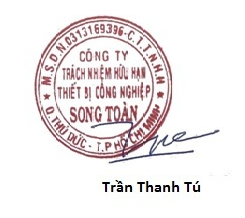 M.S.D.N.0313169396-C.T.T.N.H.H
CÔNG TY
TRÁCH NHIỆM HỮU HẠN
THIẾT BỊ CÔNG NGHIỆP
SONG TOÀN
Q.THỦ ĐỨC - T.P HỒ CHÍ MINH
Trần Thanh Tú